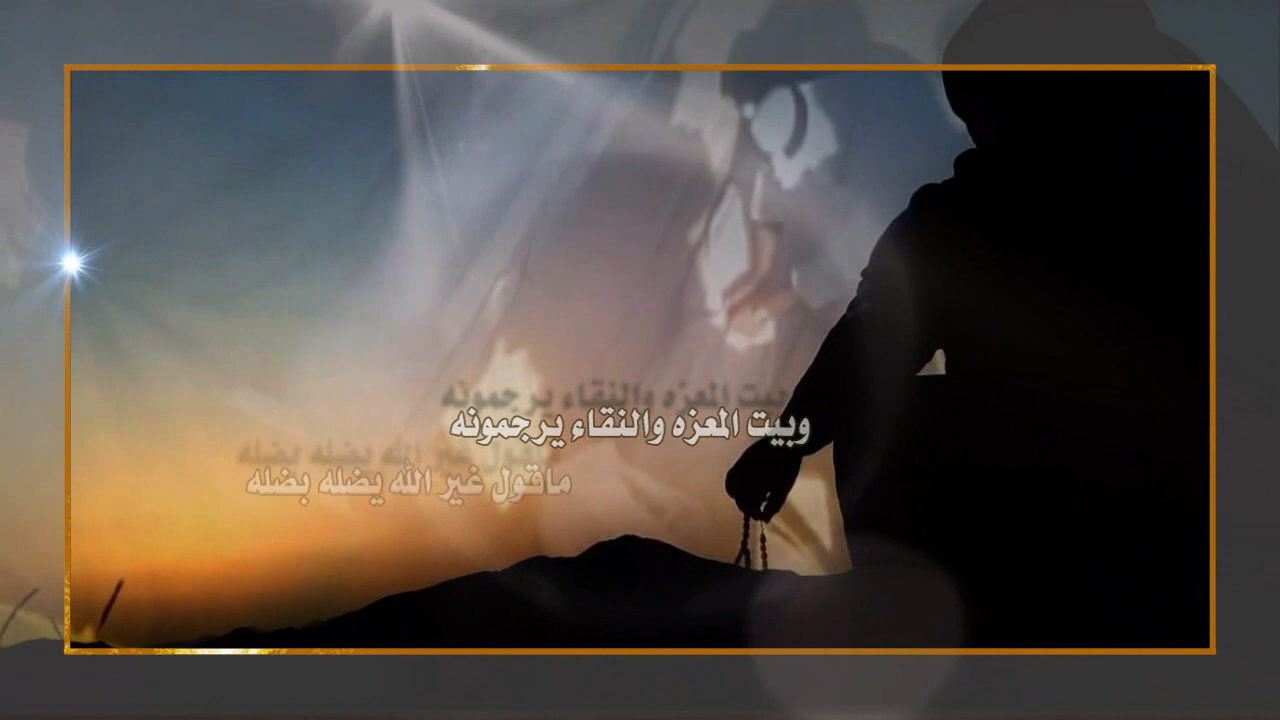 وبيت المعزه والنقاء يرجمونه
ماقول غير الله يضله بضله